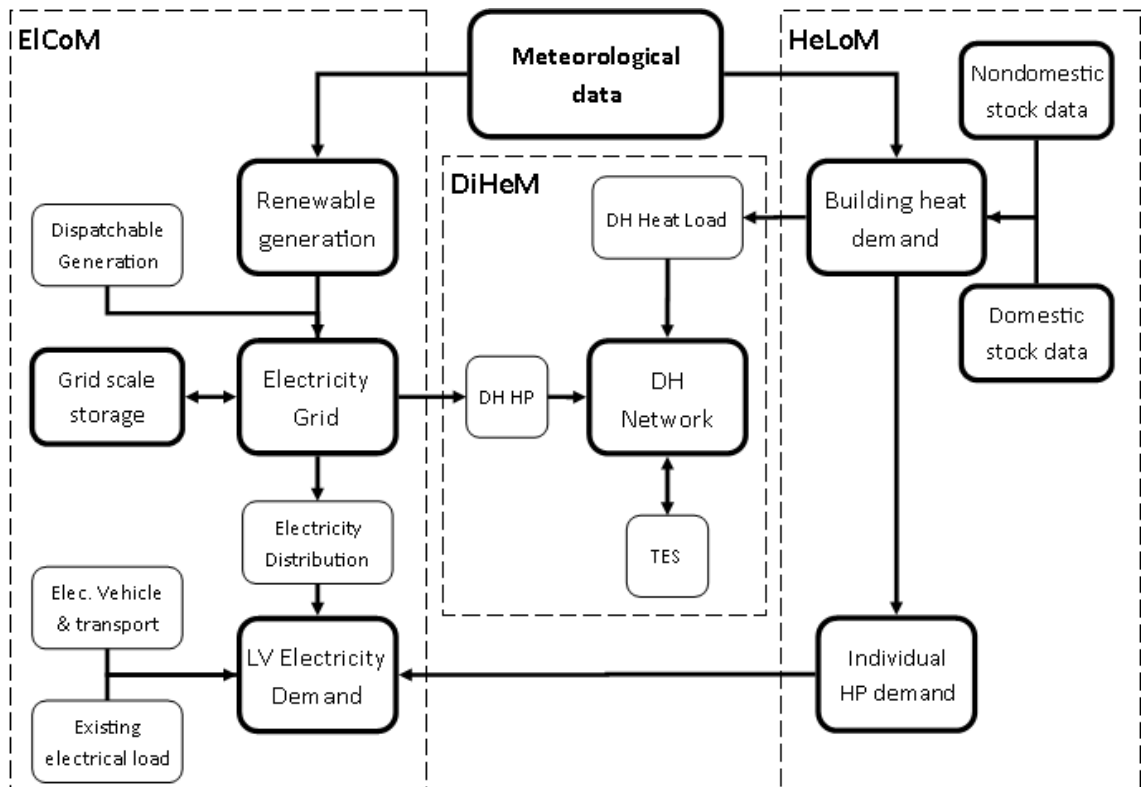 ElCoM
Meteorological
data
HeLoM
Nondomestic
stock data
DiHeM
Renewable
generation
DH Heat Load
Building heat
demand
Dispatchable
Generation
Domestic
stock data
Grid scale
storage
Electricity
Grid
DH HP
DH
Network
Electricity
Distribution
TES
Elec. Vehicle
& transport
LV Electricity
Demand
Individual
HP demand
Existing
electrical load